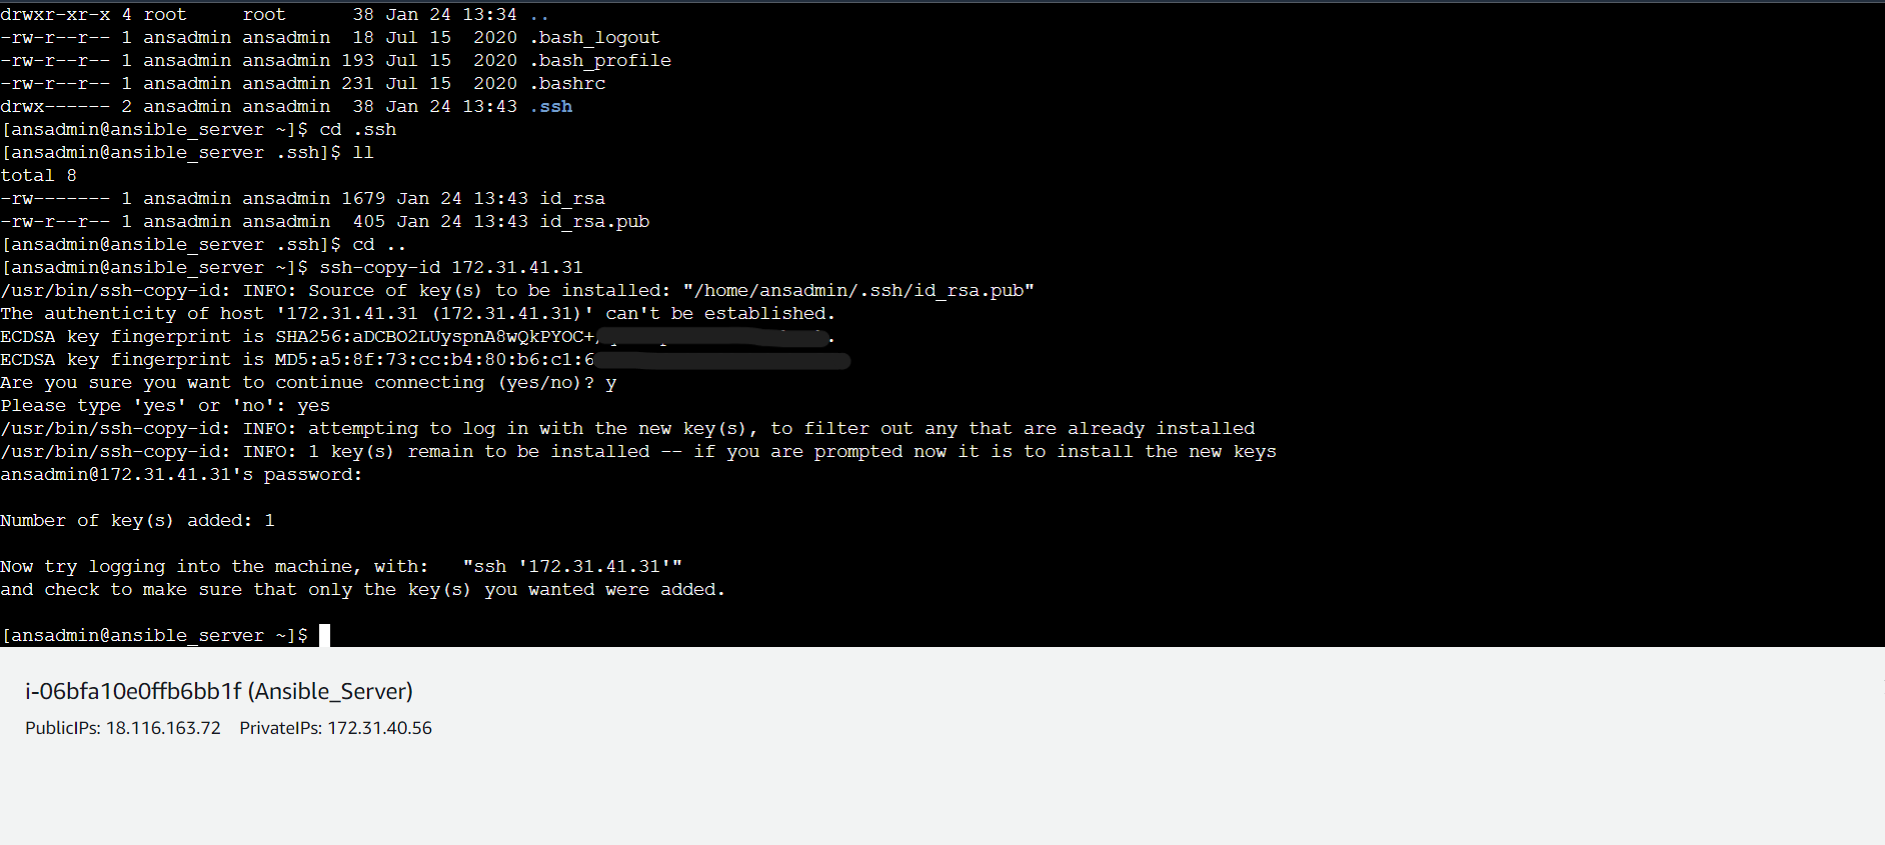 drwxr-xr-x 4 root     root      38 Jan 24 13:34 ..
-rw-r--r-- 1 ansadmin ansadmin  18 Jul 15  2020 .bash_logout
-rw-r--r-- 1 ansadmin ansadmin 193 Jul 15  2020 .bash_profile
-rw-r--r-- 1 ansadmin ansadmin 231 Jul 15  2020 .bashrc
drwx------ 2 ansadmin ansadmin  38 Jan 24 13:43 .ssh
[ansadmin@ansible_server ~]$ cd .ssh
[ansadmin@ansible_server .ssh]$ ll
total 8
-rw------- 1 ansadmin ansadmin 1679 Jan 24 13:43 id_rsa
-rw-r--r-- 1 ansadmin ansadmin  405 Jan 24 13:43 id_rsa.pub
[ansadmin@ansible_server .ssh]$ cd ..
[ansadmin@ansible_server ~]$ ssh-copy-id 172.31.41.31
/usr/bin/ssh-copy-id: INFO: Source of key(s) to be installed: "/home/ansadmin/.ssh/id_rsa.pub"
The authenticity of host '172.31.41.31 (172.31.41.31)' can't be established.
ECDSA key fingerprint is SHA256:aDCBO2LUyspnA8wQkPYOC+
ECDSA key fingerprint is MD5:a5:8f:73:cc:b4:80:b6:c1:6
Are you sure you want to continue connecting (yes/no)? y
Please type 'yes' or 'no': yes
/usr/bin/ssh-copy-id: INFO: attempting to log in with the new key(s), to filter out any that are already installed
/usr/bin/ssh-copy-id: INFO: 1 key(s) remain to be installed -- if you are prompted now it is to install the new keys
ansadmin@172.31.41.31's password:
Number of key(s) added: 1
Now try logging into the machine, with:   "ssh '172.31.41.31'"
and check to make sure that only the key(s) you wanted were added.
[ansadmin@ansible_server ~]$
i-06bfa10e0ffb6bb1f (Ansible_Server)
PublicIPs: 18.116.163.72    PrivateIPs: 172.31.40.56